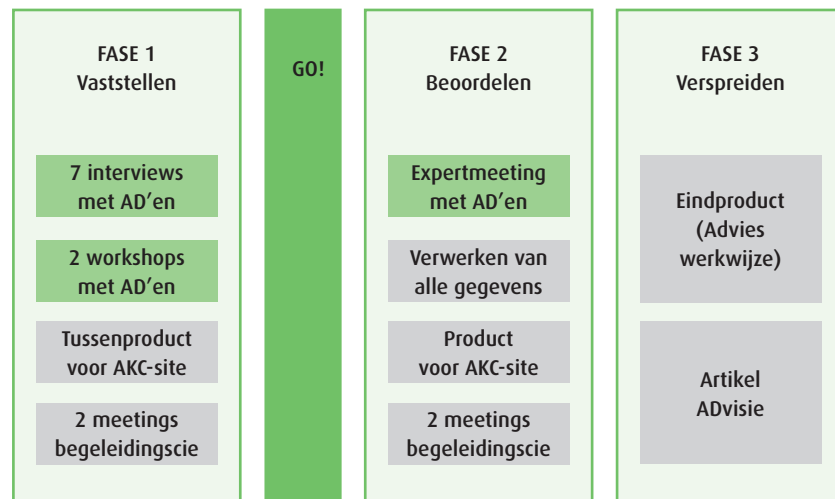 FASE 1
Vaststellen
7 interviews
met AD’en
2 workshops
met AD’en
Tussenproduct
voor AKC-site
2 meetings
begeleidingscie
GO!
FASE 2
Beoordelen
Expertmeeting
met AD’en
Verwerken van
alle gegevens
Product
voor AKC-site
2 meetings
begeleidingscie
FASE 3
Verspreiden
Eindproduct
(Advies
werkwijze)
Artikel
ADvisie